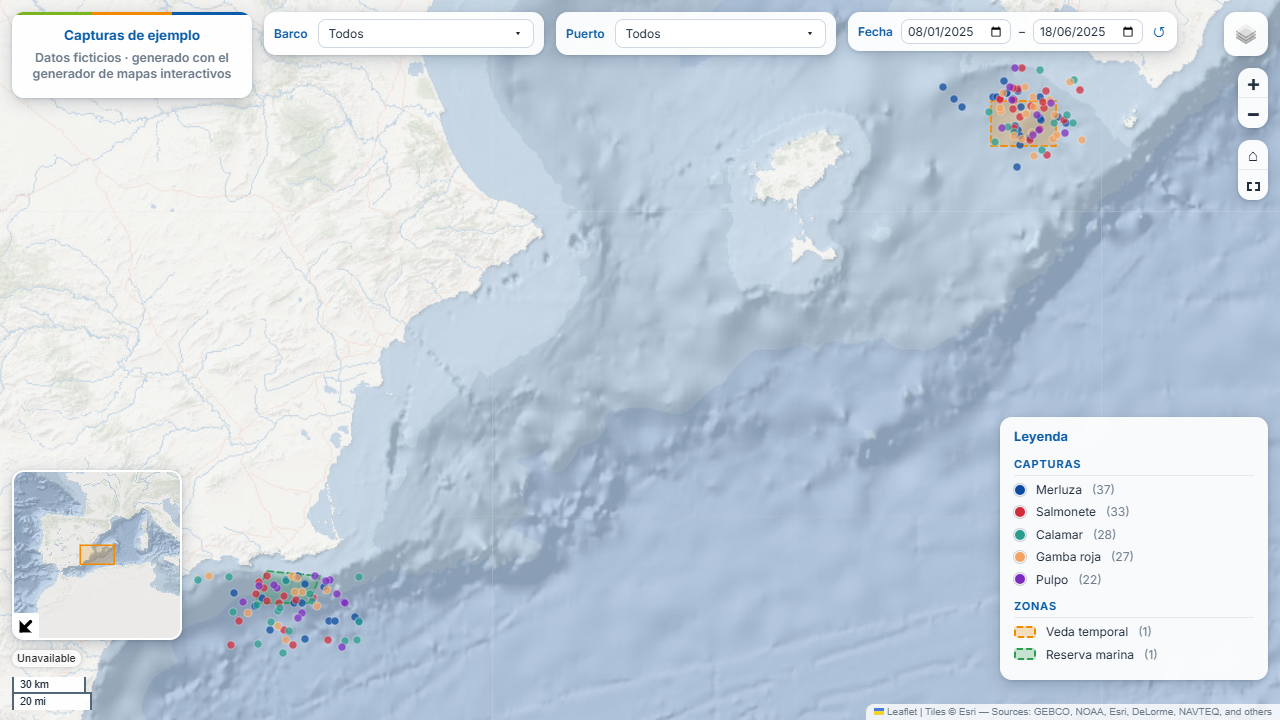 Capturas de ejemplo
Datos ficticios · generado con el
generador de mapas interactivos
Barco
Todos
Puerto
Todos
Fecha
08/01/2025
–
18/06/2025
Leyenda
CAPTURAS
Merluza (37)
Salmonete (33)
Calamar (28)
Gamba roja (27)
Pulpo (22)
ZONAS
Veda temporal (1)
Reserva marina (1)
Unavailable
30 km
20 mi
Leaflet | Tiles © Esri — Sources: GEBCO, NOAA, Esri, DeLorme, NAVTEQ, and others